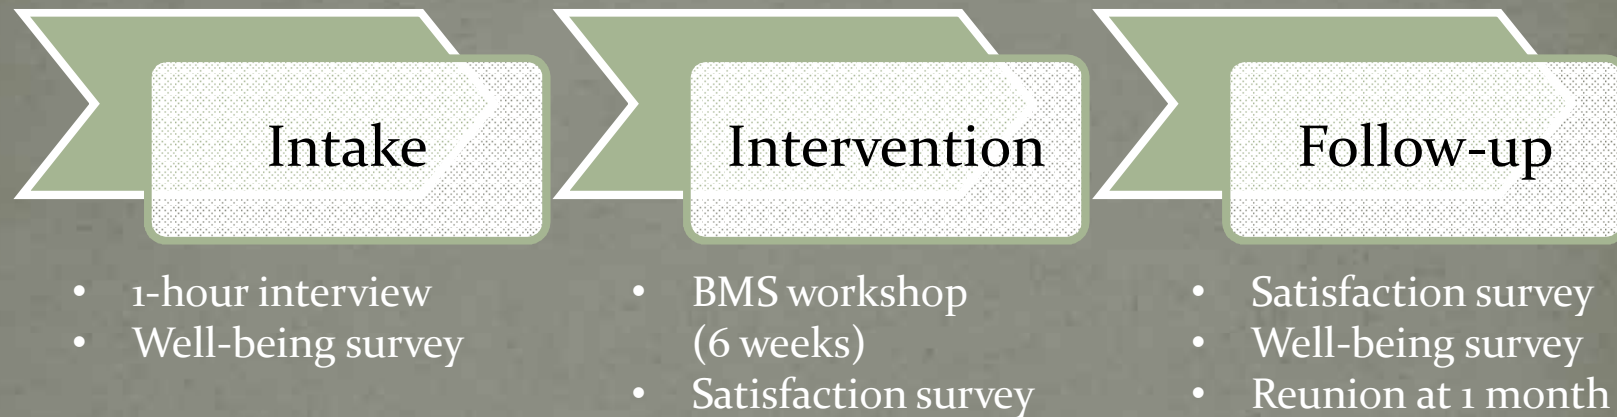 Intake
Intervention
Follow-up
• 1-hour interview
• Well-being survey
• BMS workshop
(6 weeks)
• Satisfaction survey
• Satisfaction survey
• Well-being survey
• Reunion at 1 month